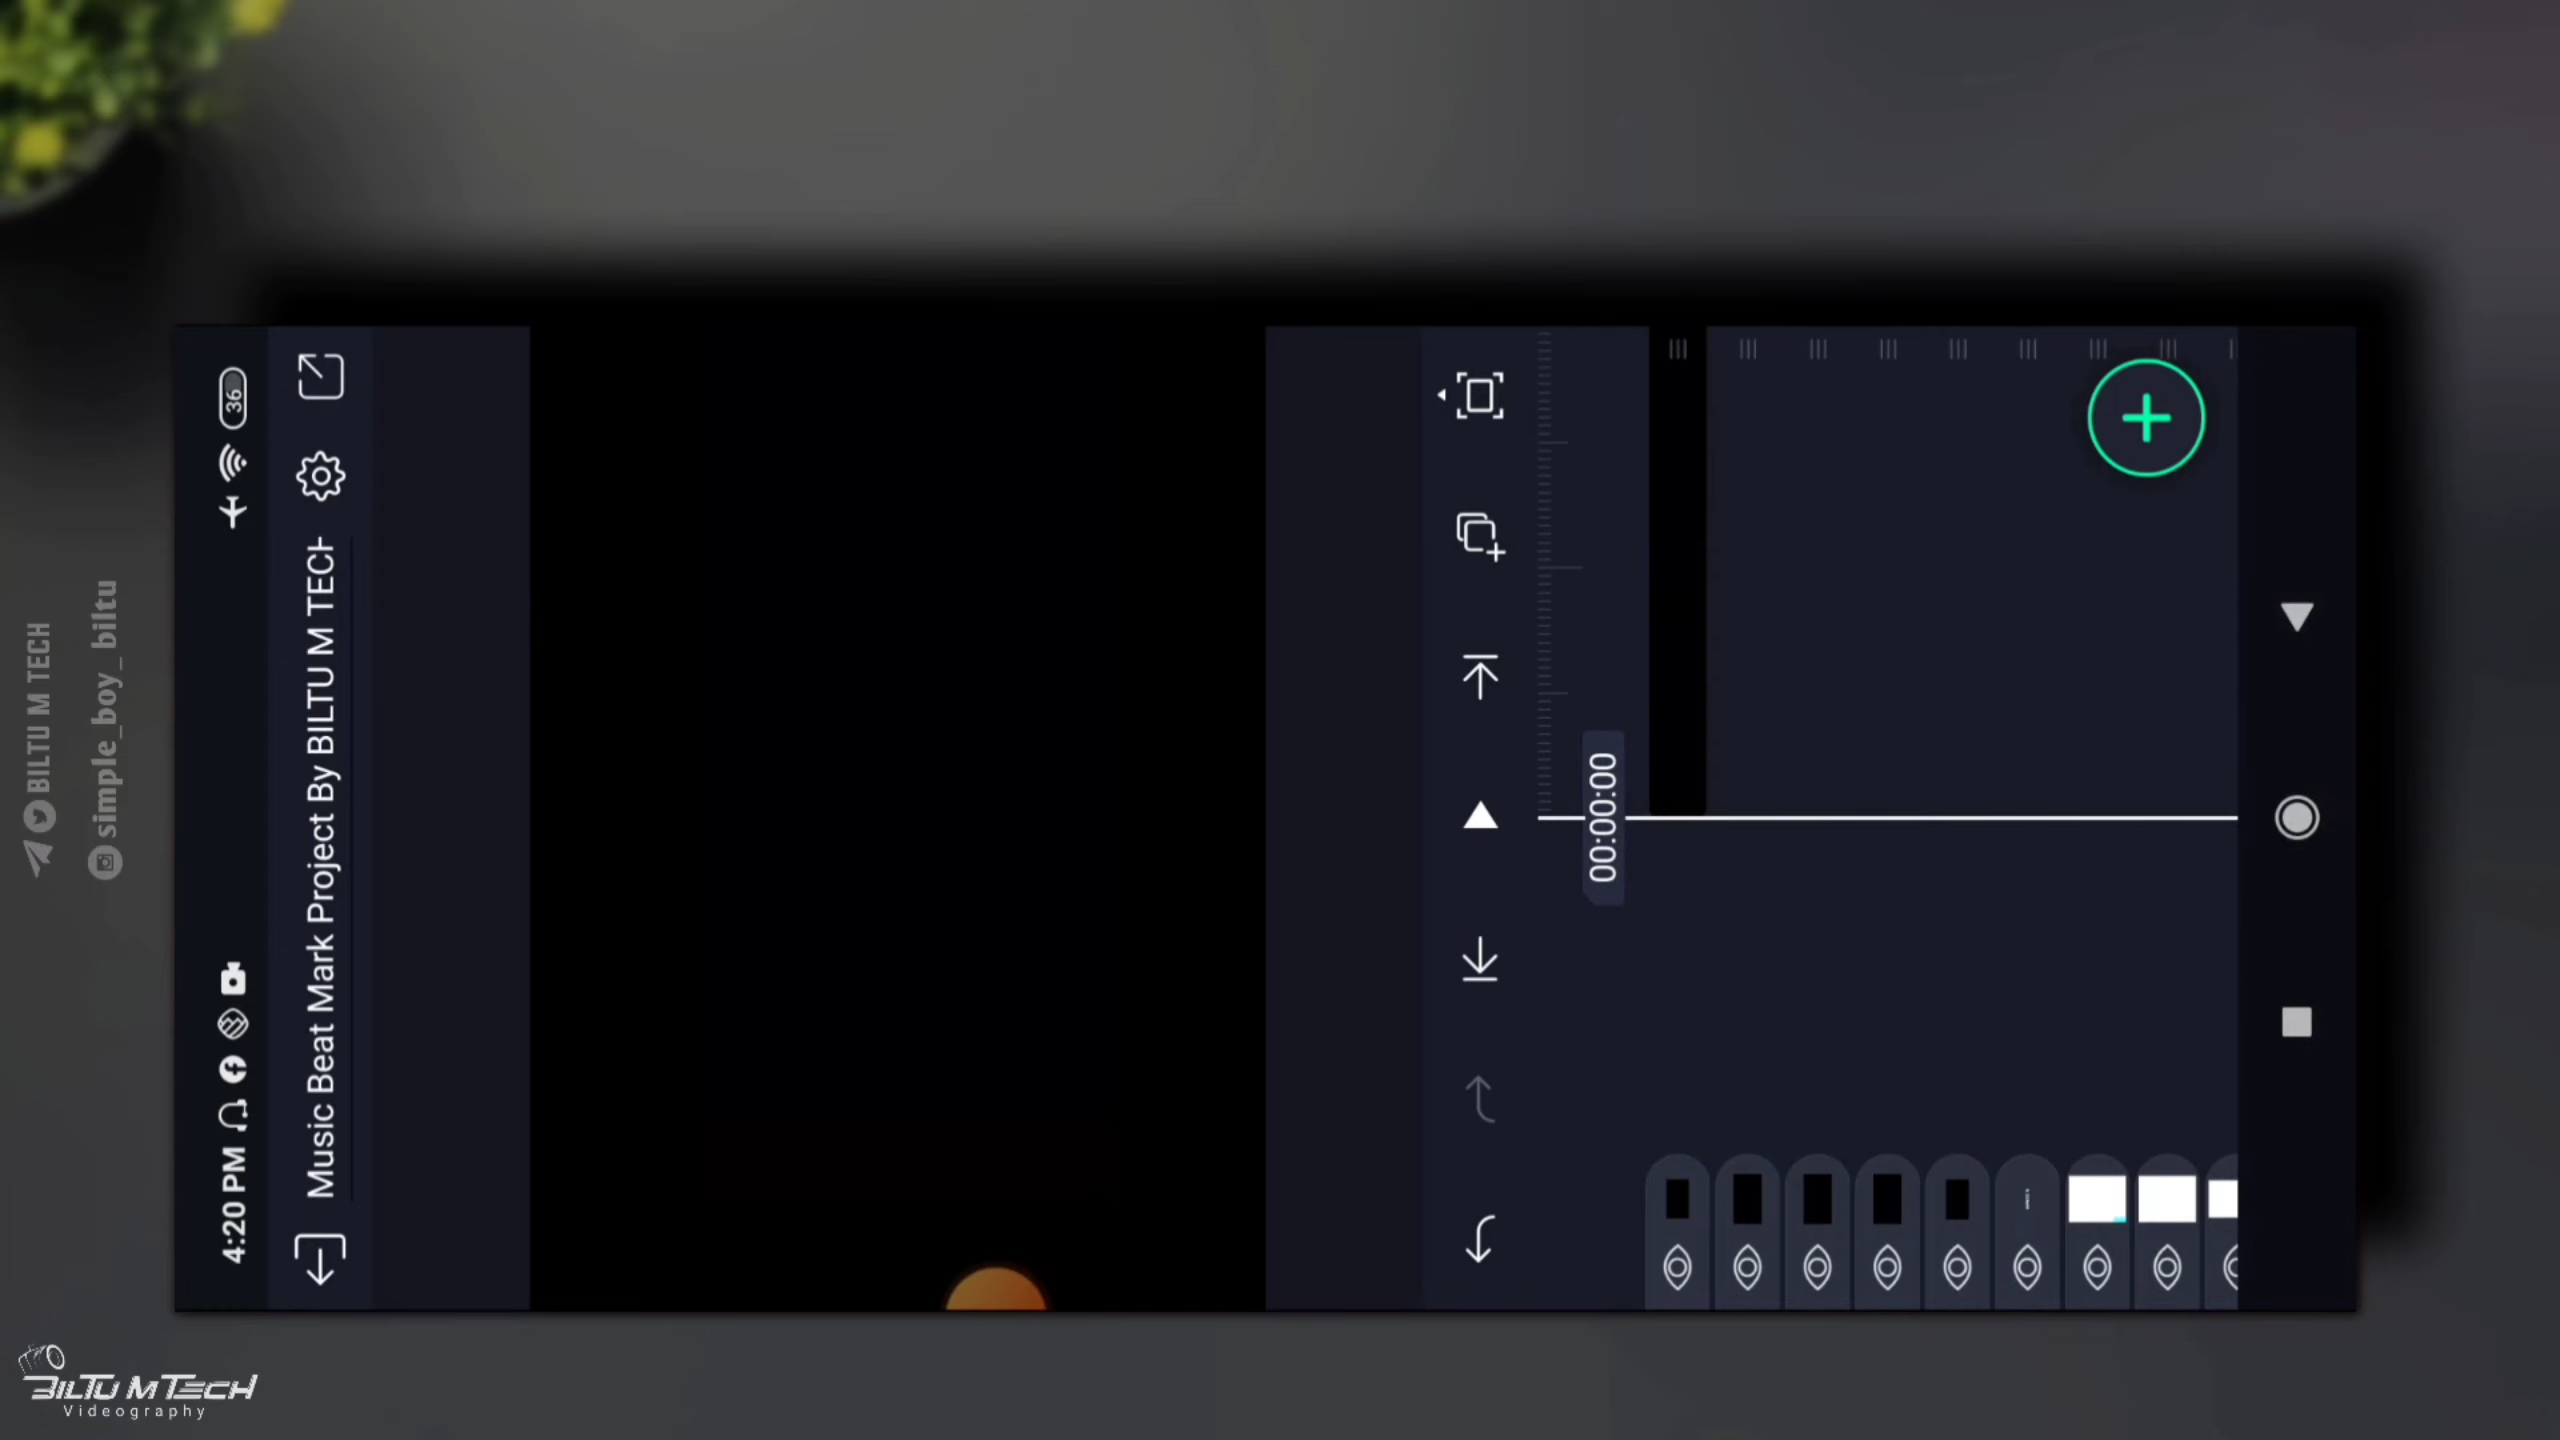 4:20 PM
36
Music Beat Mark Project By BILTU M TECH
00:00:00
BILTU M TECH
simple_boy_biltu
BILTU M TECH
Videography